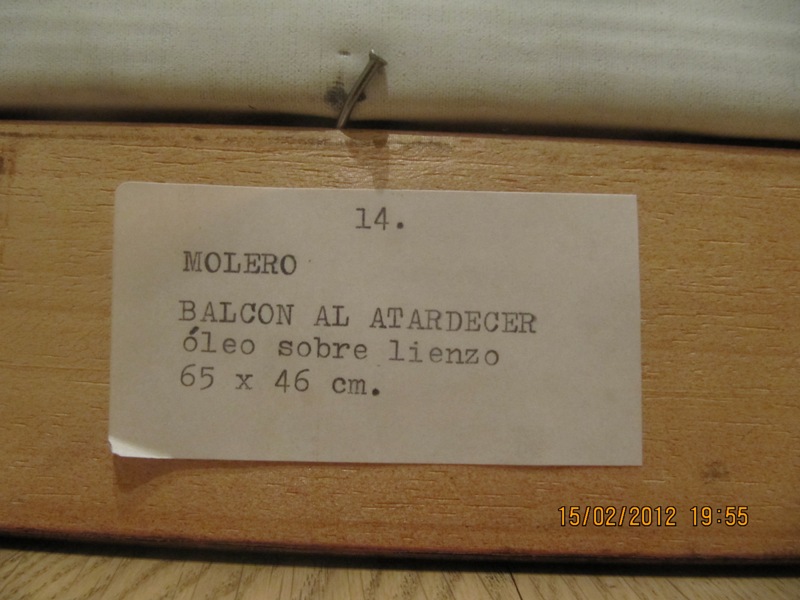 14.
MOLERO
BALCON AL ATARDECER
óleo sobre lienzo
65 x 46 cm.
15/02/2012 19:55